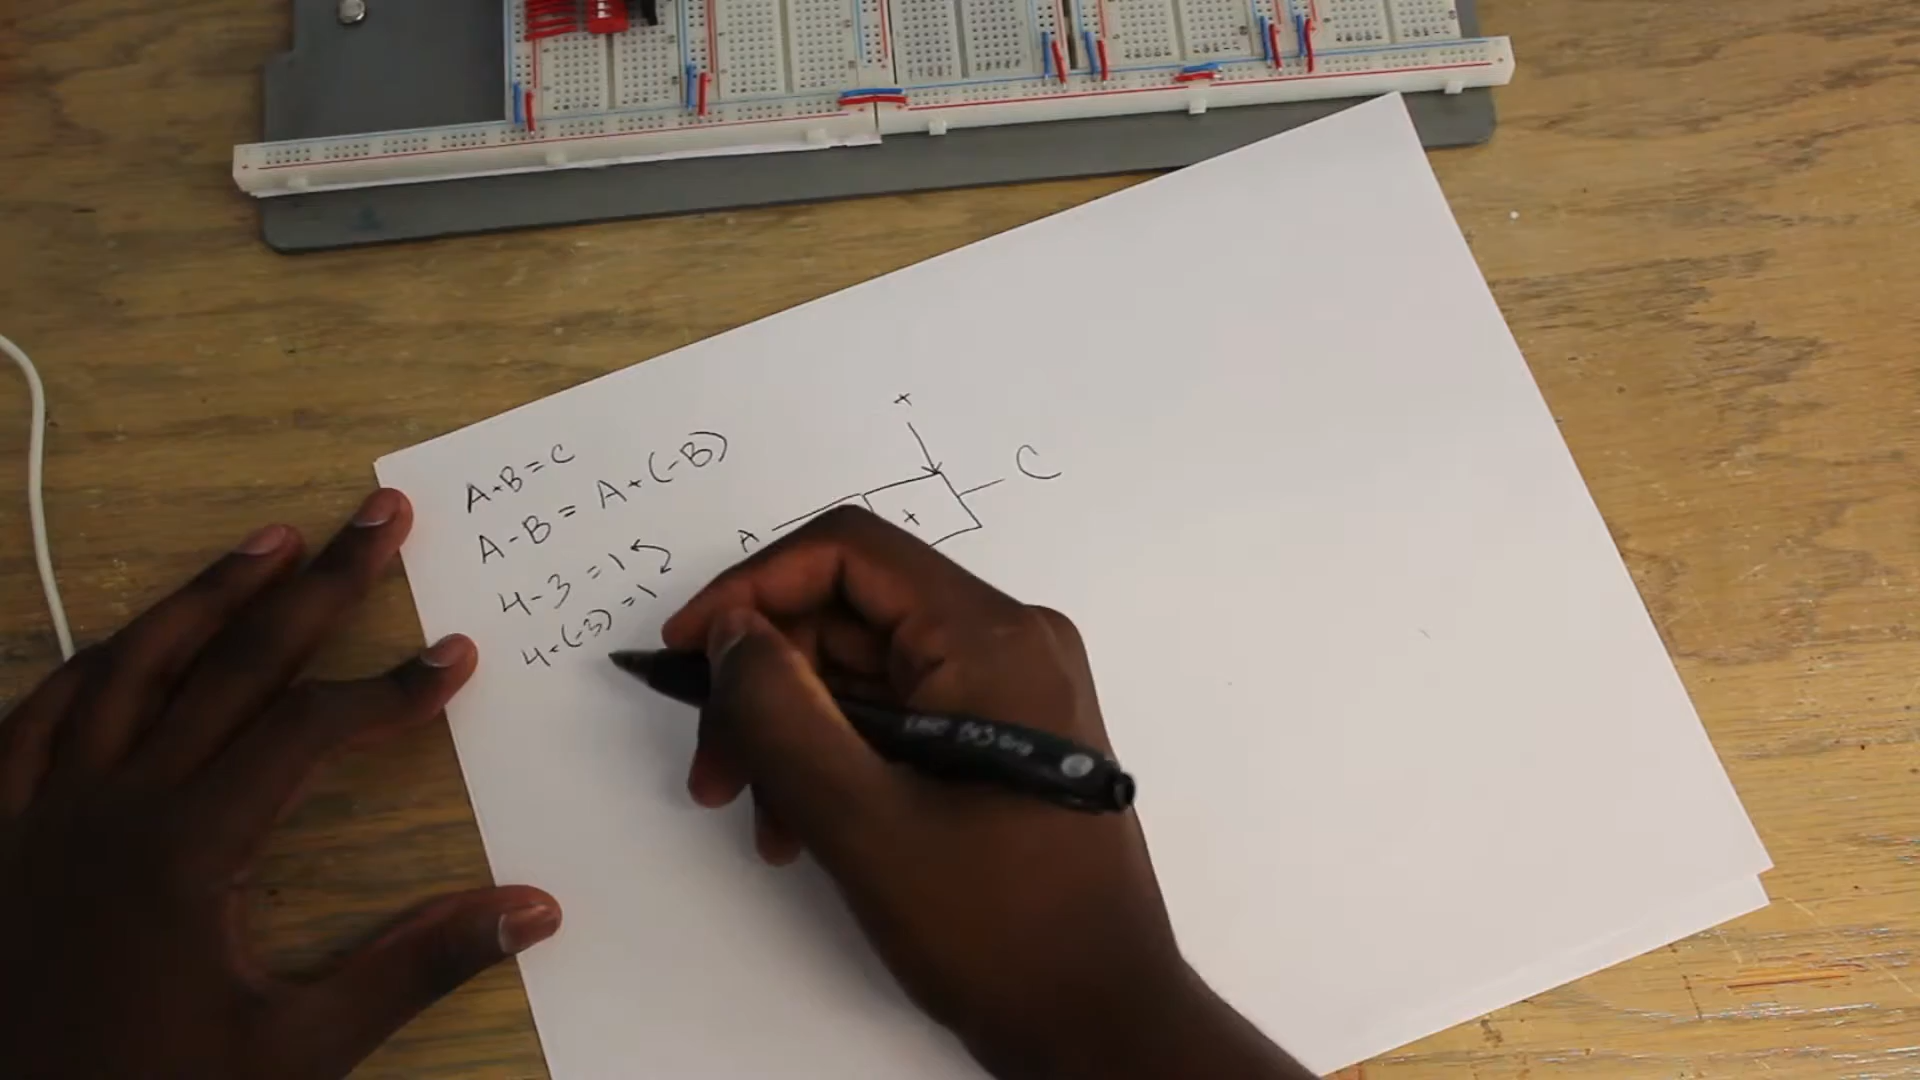 A+B=C
A-B = A+(-B)
4-3 = 1
4+(-3) = 1
+
A
+
C